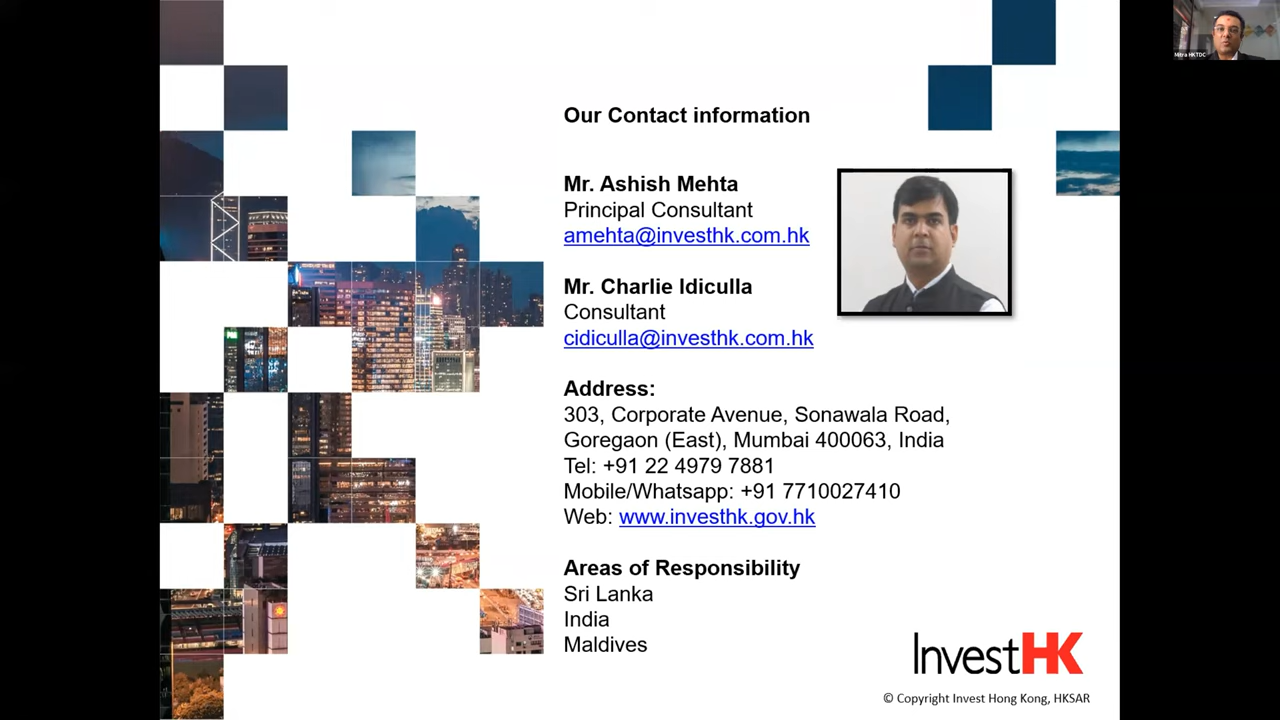 Mitra HKTDC
Our Contact information
Mr. Ashish Mehta
Principal Consultant
amehta@investhk.com.hk
Mr. Charlie Idiculla
Consultant
cidiculla@investhk.com.hk
Address:
303, Corporate Avenue, Sonawala Road,
Goregaon (East), Mumbai 400063, India
Tel: +91 22 4979 7881
Mobile/Whatsapp: +91 7710027410
Web: www.investhk.gov.hk
Areas of Responsibility
Sri Lanka
India
Maldives
InvestHK
© Copyright Invest Hong Kong, HKSAR